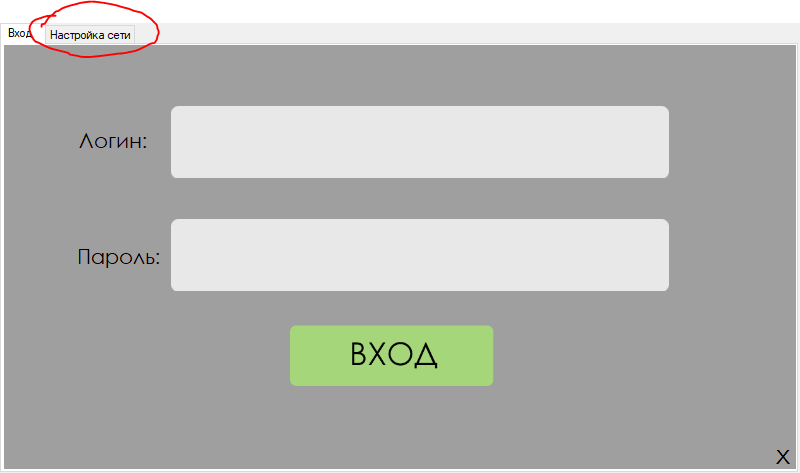 Вход
Настройка сети
Логин:
Пароль:
ВХОД
X